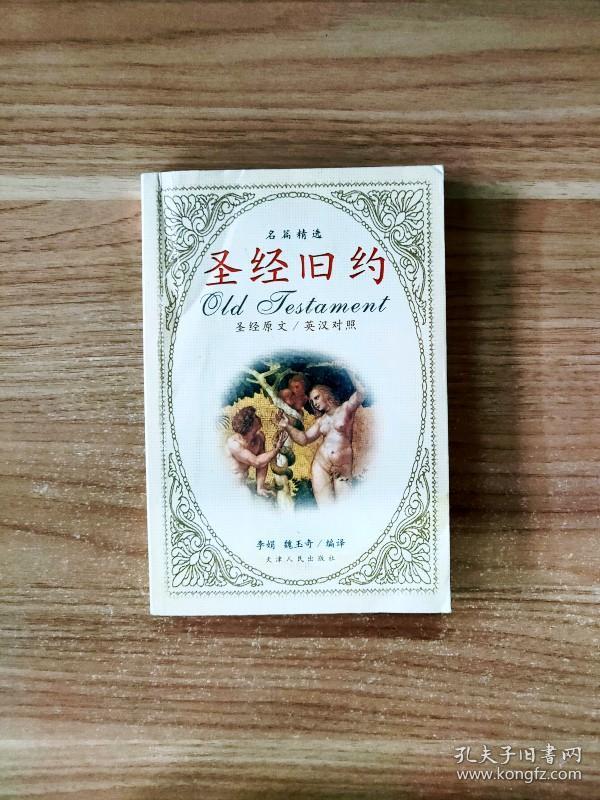 名篇精选
圣经旧约
Old Testament
圣经原文/英汉对照
李娟 魏玉奇/编译
天津人民出版社
孔夫子旧書网
www.kongfz.com